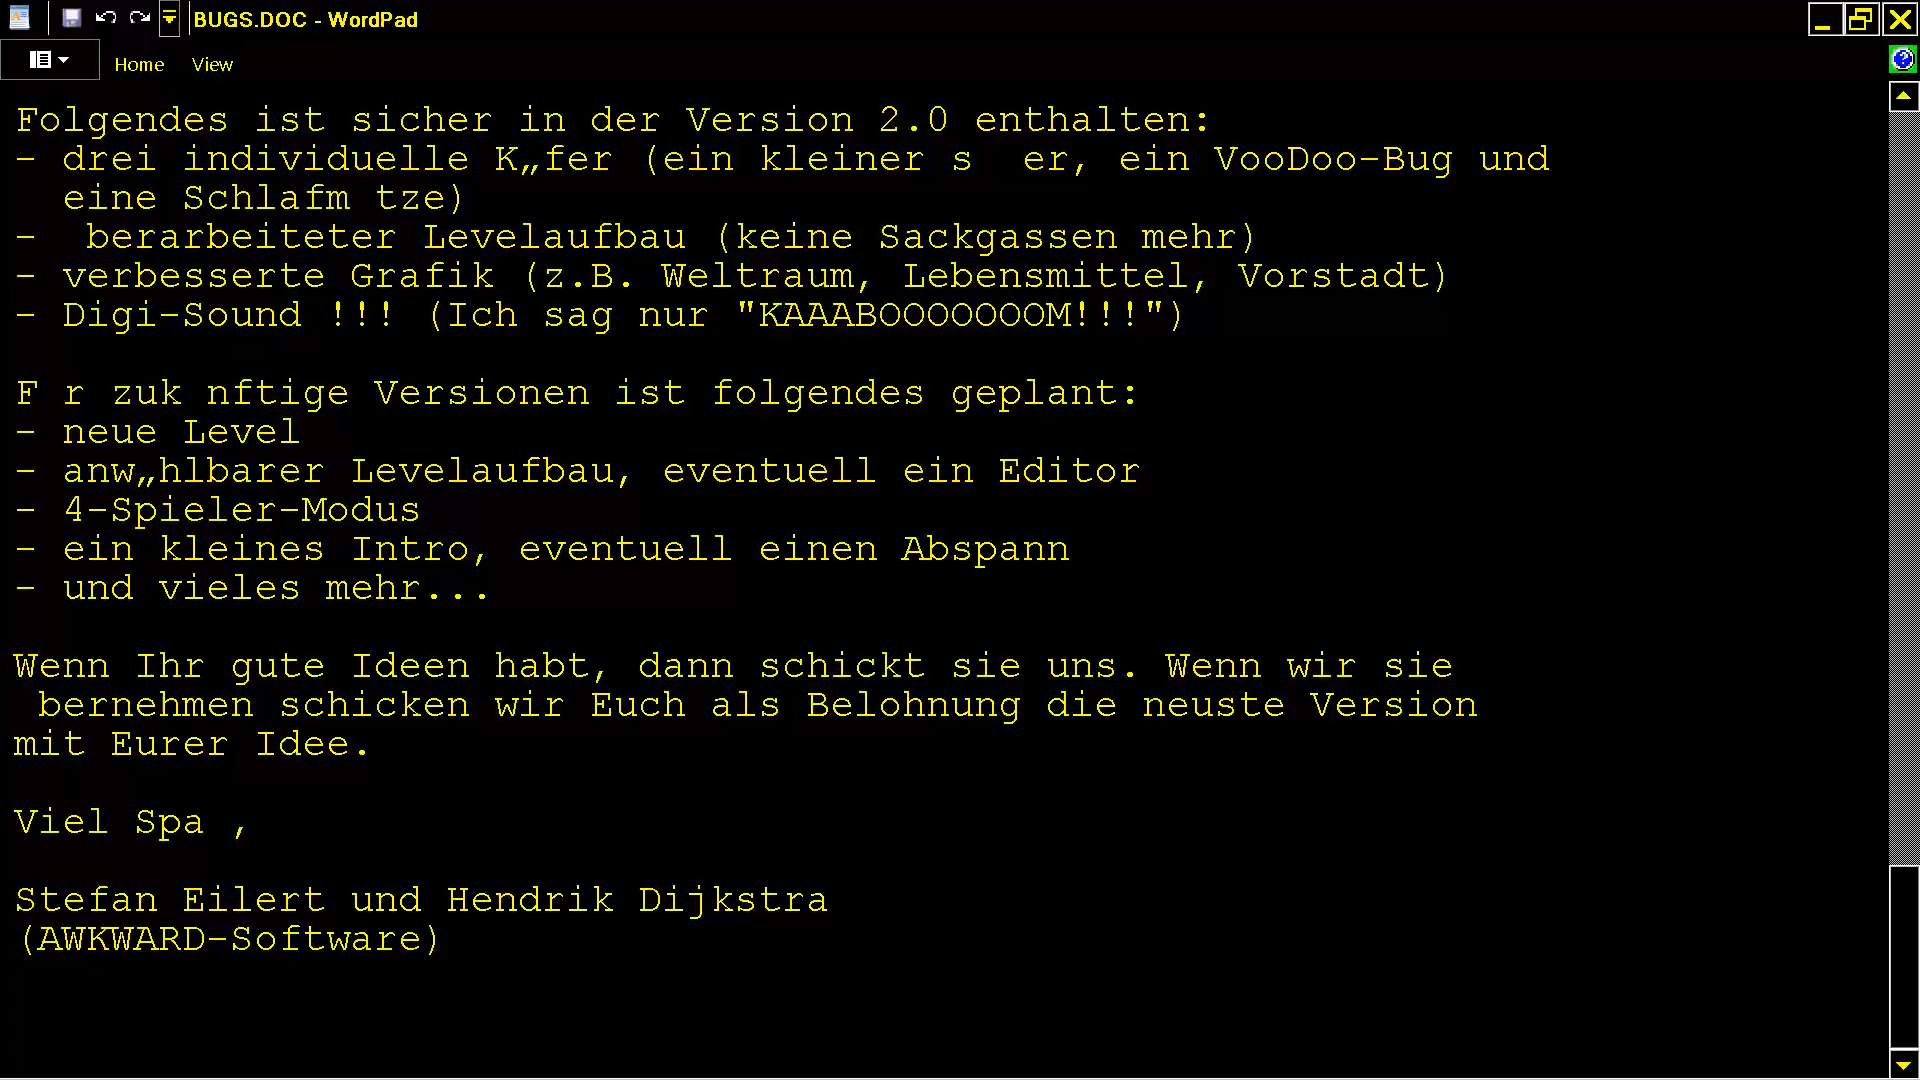 BUGS.DOC - WordPad
Home View
Folgendes ist sicher in der Version 2.0 enthalten:
- drei individuelle K„fer (ein kleiner s  er, ein VooDoo-Bug und
  eine Schlafm tze)
-  berarbeiteter Levelaufbau (keine Sackgassen mehr)
- verbesserte Grafik (z.B. Weltraum, Lebensmittel, Vorstadt)
- Digi-Sound !!! (Ich sag nur "KAAABOOOOOOOM!!!")
F r zuk nftige Versionen ist folgendes geplant:
- neue Level
- anw„hlbarer Levelaufbau, eventuell ein Editor
- 4-Spieler-Modus
- ein kleines Intro, eventuell einen Abspann
- und vieles mehr...
Wenn Ihr gute Ideen habt, dann schickt sie uns. Wenn wir sie
 bernehmen schicken wir Euch als Belohnung die neuste Version
mit Eurer Idee.
Viel Spa ,
Stefan Eilert und Hendrik Dijkstra
(AWKWARD-Software)